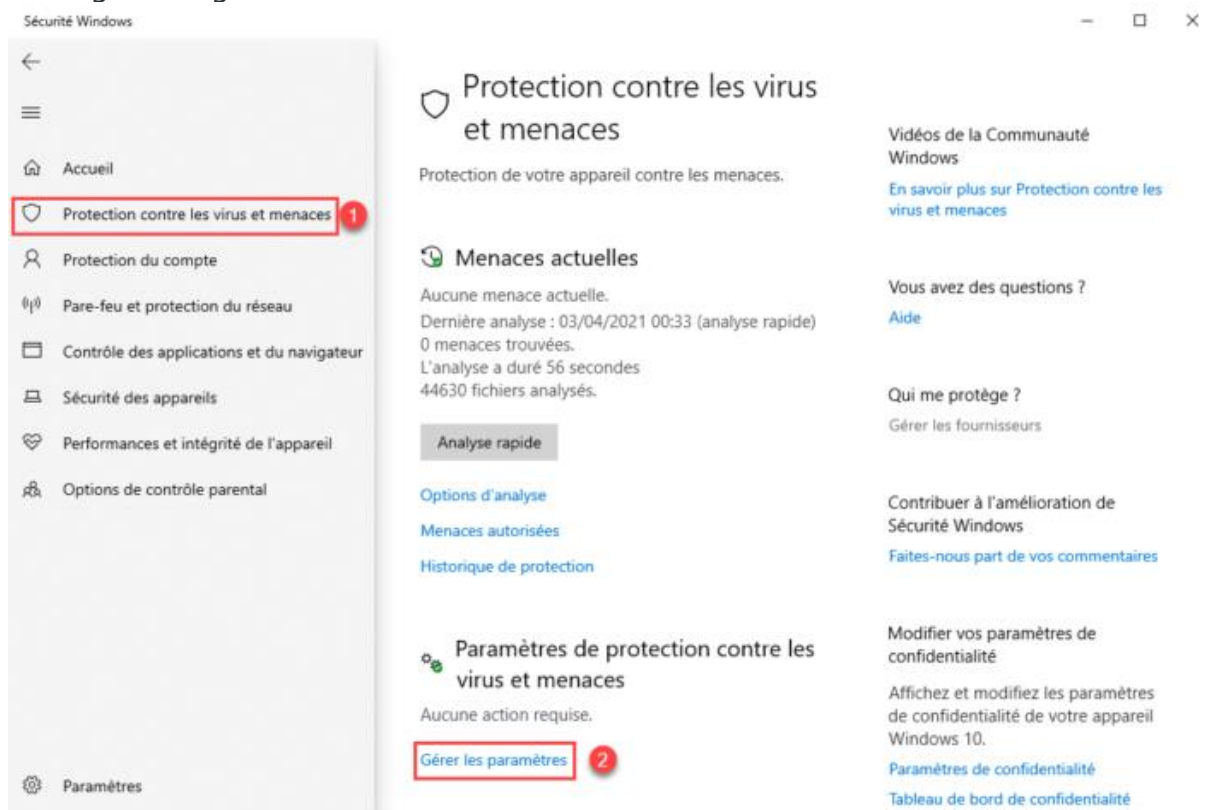 Sécurité Windows
Accueil
Protection contre les virus et menaces
1
Protection du compte
Pare-feu et protection du réseau
Contrôle des applications et du navigateur
Sécurité des appareils
Performances et intégrité de l'appareil
Options de contrôle parental
Paramètres
Protection contre les virus
et menaces
Protection de votre appareil contre les menaces.
Menaces actuelles
Aucune menace actuelle.
Dernière analyse : 03/04/2021 00:33 (analyse rapide)
0 menaces trouvées.
L'analyse a duré 56 secondes
44630 fichiers analysés.
Analyse rapide
Options d'analyse
Menaces autorisées
Historique de protection
Paramètres de protection contre les
virus et menaces
Aucune action requise.
Gérer les paramètres
2
Vidéos de la Communauté
Windows
En savoir plus sur Protection contre les
virus et menaces
Vous avez des questions ?
Aide
Qui me protège ?
Gérer les fournisseurs
Contribuer à l'amélioration de
Sécurité Windows
Faites-nous part de vos commentaires
Modifier vos paramètres de
confidentialité
Affichez et modifiez les paramètres
de confidentialité de votre appareil
Windows 10.
Paramètres de confidentialité
Tableau de bord de confidentialité